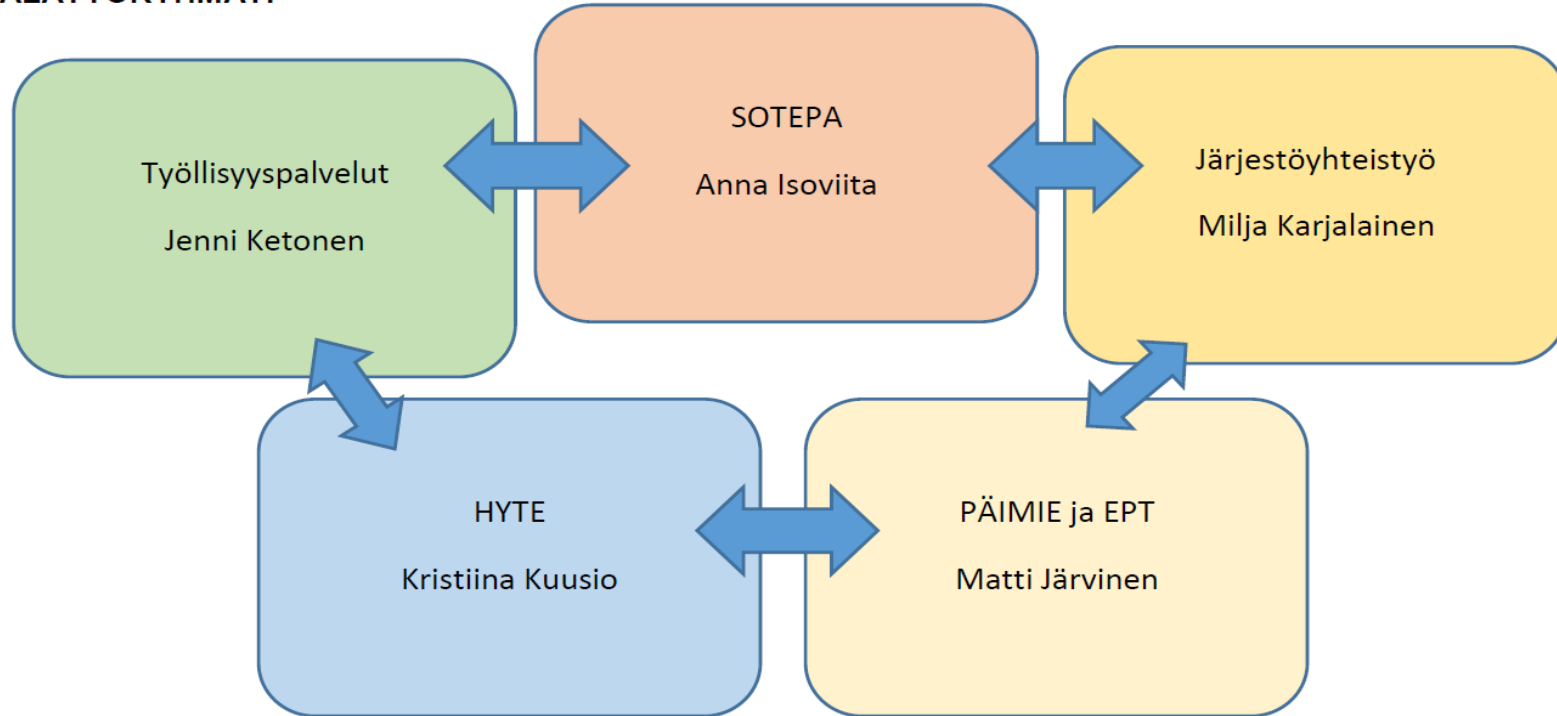 Työllisyyspalvelut
Jenni Ketonen
SOTEPA
Anna Isoviita
Järjestöyhteistyö
Milja Karjalainen
HYTE
Kristiina Kuusio
PÄIMIE ja EPT
Matti Järvinen